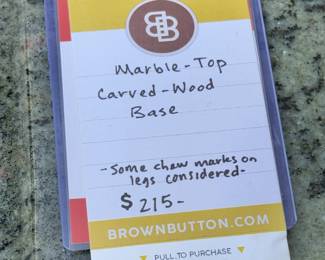 BB
Marble-Top
Carved-Wood
Base
-Some chew marks on
legs considered-
$215-
BROWNBUTTON.COM
PULL TO PURCHASE